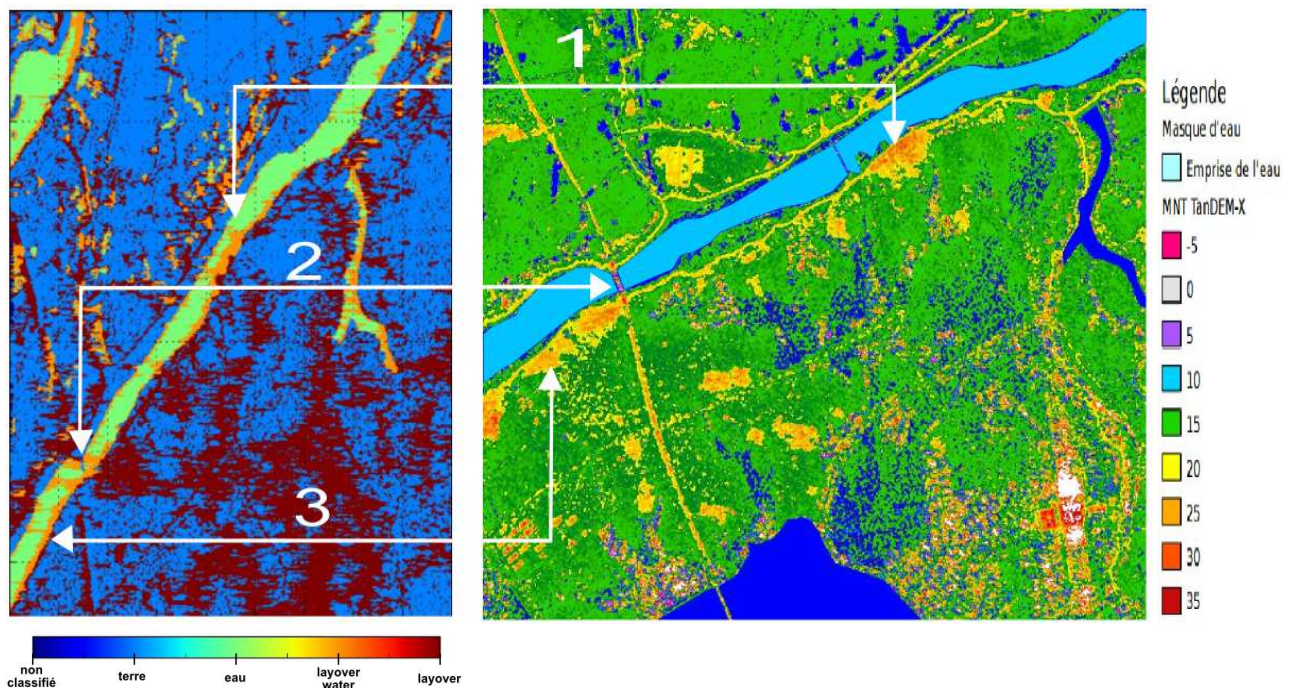 1
2
3
Légende
Masque d'eau
Emprise de l'eau
MNT TanDEM-X
-5
0
5
10
15
20
25
30
35
non classifié
terre
eau
layover water
layover